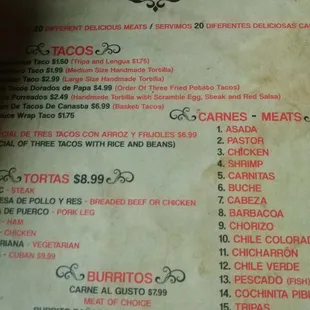 20 DIFFERENT DELICIOUS MEATS / SERVIMOS 20 DIFERENTES DELICIOSAS
TACOS
Taco $1.50 (Tripa and Lengua $1.75)
Taco $1.99 (Medium Size Handmade Tortilla)
Taco $2.99 (Large Size Handmade Tortilla)
Tacos Dorados de Papa $4.99 (Order Of Three Fried Potato Tacos)
Porreados $2.49 (Handmade Tortilla with Scramble Egg, Steak and Red Salsa)
De Tacos De Canasta $6.99 (Basket Tacos)
Wrap Taco $1.75
DE TRES TACOS CON ARROZ Y FRIJOLES $6.99
OF THREE TACOS WITH RICE AND BEANS)
TORTAS $8.99
- STEAK
DE POLLO Y RES - BREADED BEEF OR CHICKEN
DE PUERCO - PORK LEG
- HAM
- CHICKEN
- VEGETARIAN
- CUBAN $9.99
BURRITOS
CARNE AL GUSTO $7.99
MEAT OF CHOICE
CARNES - MEATS
1. ASADA
2. PASTOR
3. CHICKEN
4. SHRIMP
5. CARNITAS
6. BUCHE
7. CABEZA
8. BARBACOA
9. CHORIZO
10. CHILE
11. CHICHARRÓN
12. CHILE VERDE
13. PESCADO (FISH)
14. COCHINITA
15. TRIPAS